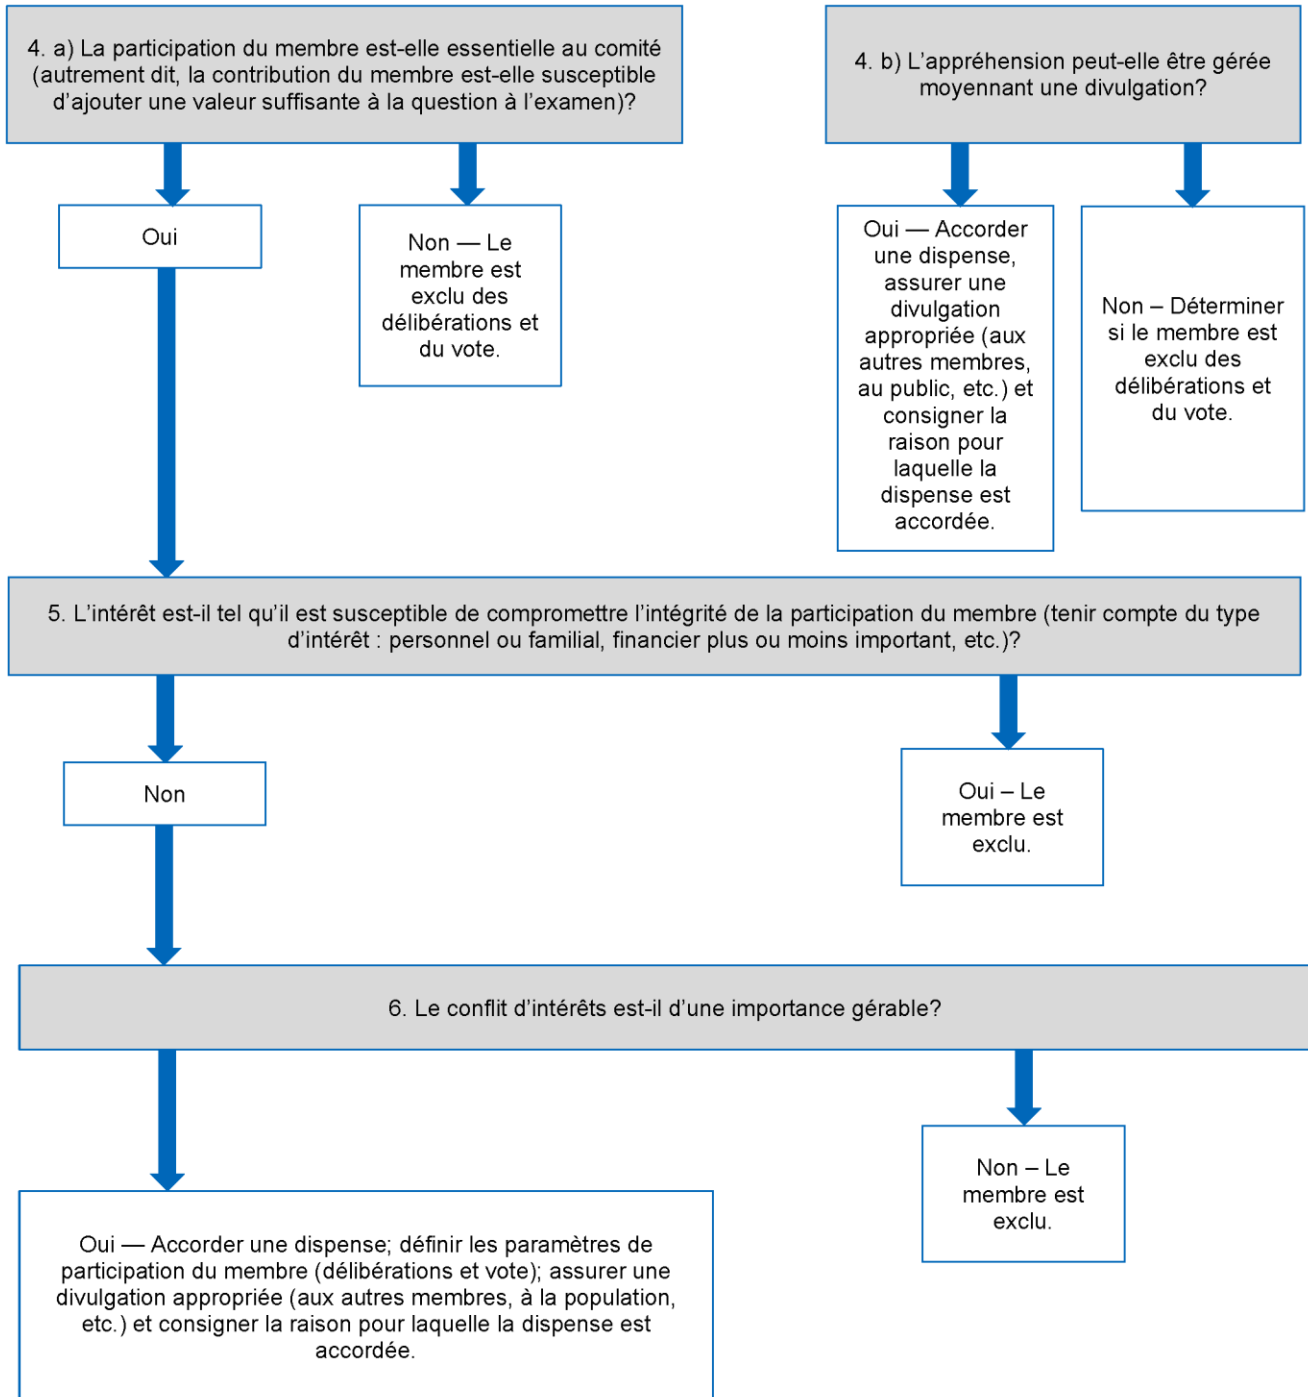 4. a) La participation du membre est-elle essentielle au comité
(autrement dit, la contribution du membre est-elle susceptible
d’ajouter une valeur suffisante à la question à l’examen)?
4. b) L’appréhension peut-elle être gérée
moyennant une divulgation?
Oui
Non — Le
membre est
exclu des
délibérations et
du vote.
Oui — Accorder
une dispense,
assurer une
divulgation
appropriée (aux
autres membres,
au public, etc.) et
consigner la
raison pour
laquelle la
dispense est
accordée.
Non – Déterminer
si le membre est
exclu des
délibérations et
du vote.
5. L’intérêt est-il tel qu’il est susceptible de compromettre l’intégrité de la participation du membre (tenir compte du type
d’intérêt : personnel ou familial, financier plus ou moins important, etc.)?
Non
Oui – Le
membre est
exclu.
6. Le conflit d’intérêts est-il d’une importance gérable?
Oui — Accorder une dispense; définir les paramètres de
participation du membre (délibérations et vote); assurer une
divulgation appropriée (aux autres membres, à la population,
etc.) et consigner la raison pour laquelle la dispense est
accordée.
Non – Le
membre est
exclu.